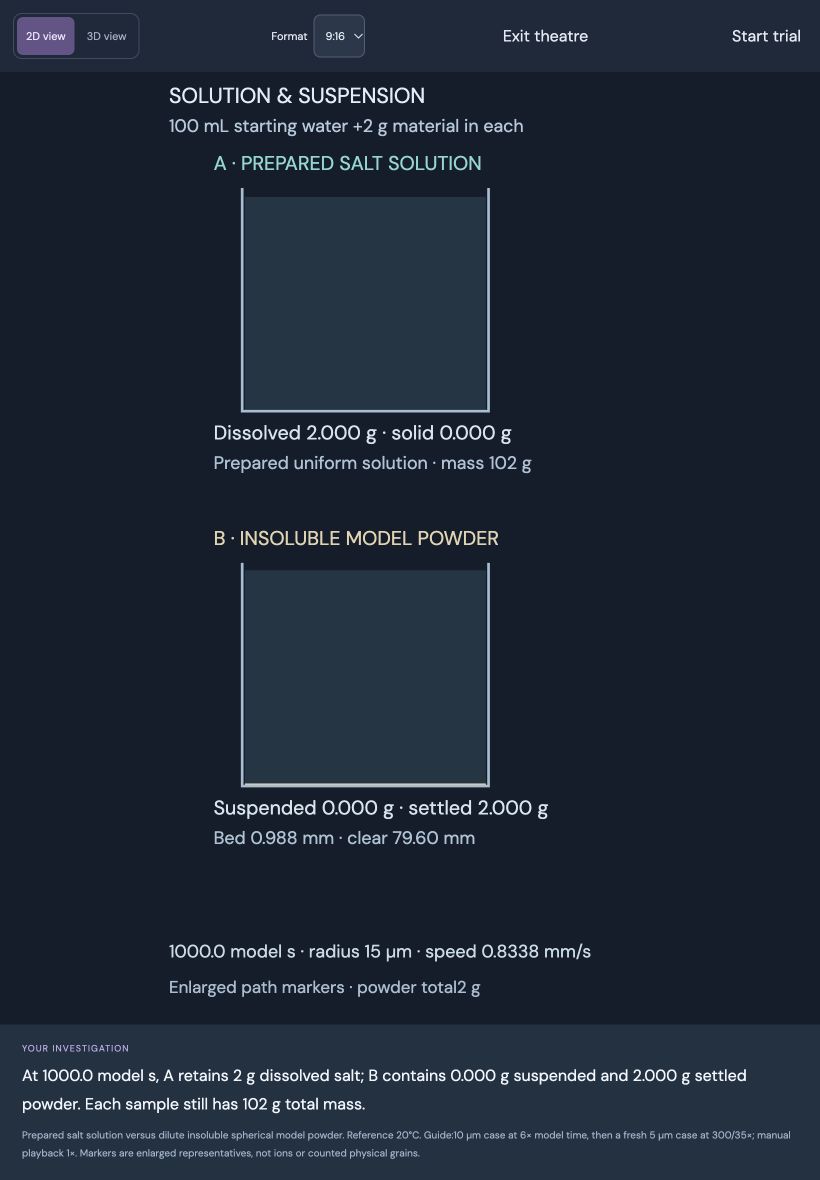 2D view 3D view Format 9:16 Exit theatre Start trial
SOLUTION & SUSPENSION
100 mL starting water +2 g material in each
A · PREPARED SALT SOLUTION
Dissolved 2.000 g · solid 0.000 g
Prepared uniform solution · mass 102 g
B · INSOLUBLE MODEL POWDER
Suspended 0.000 g · settled 2.000 g
Bed 0.988 mm · clear 79.60 mm
1000.0 model s · radius 15 µm · speed 0.8338 mm/s
Enlarged path markers · powder total2 g
YOUR INVESTIGATION
At 1000.0 model s, A retains 2 g dissolved salt; B contains 0.000 g suspended and 2.000 g settled
powder. Each sample still has 102 g total mass.
Prepared salt solution versus dilute insoluble spherical model powder. Reference 20°C. Guide:10 µm case at 6× model time, then a fresh 5 µm case at 300/35×; manual
playback 1×. Markers are enlarged representatives, not ions or counted physical grains.